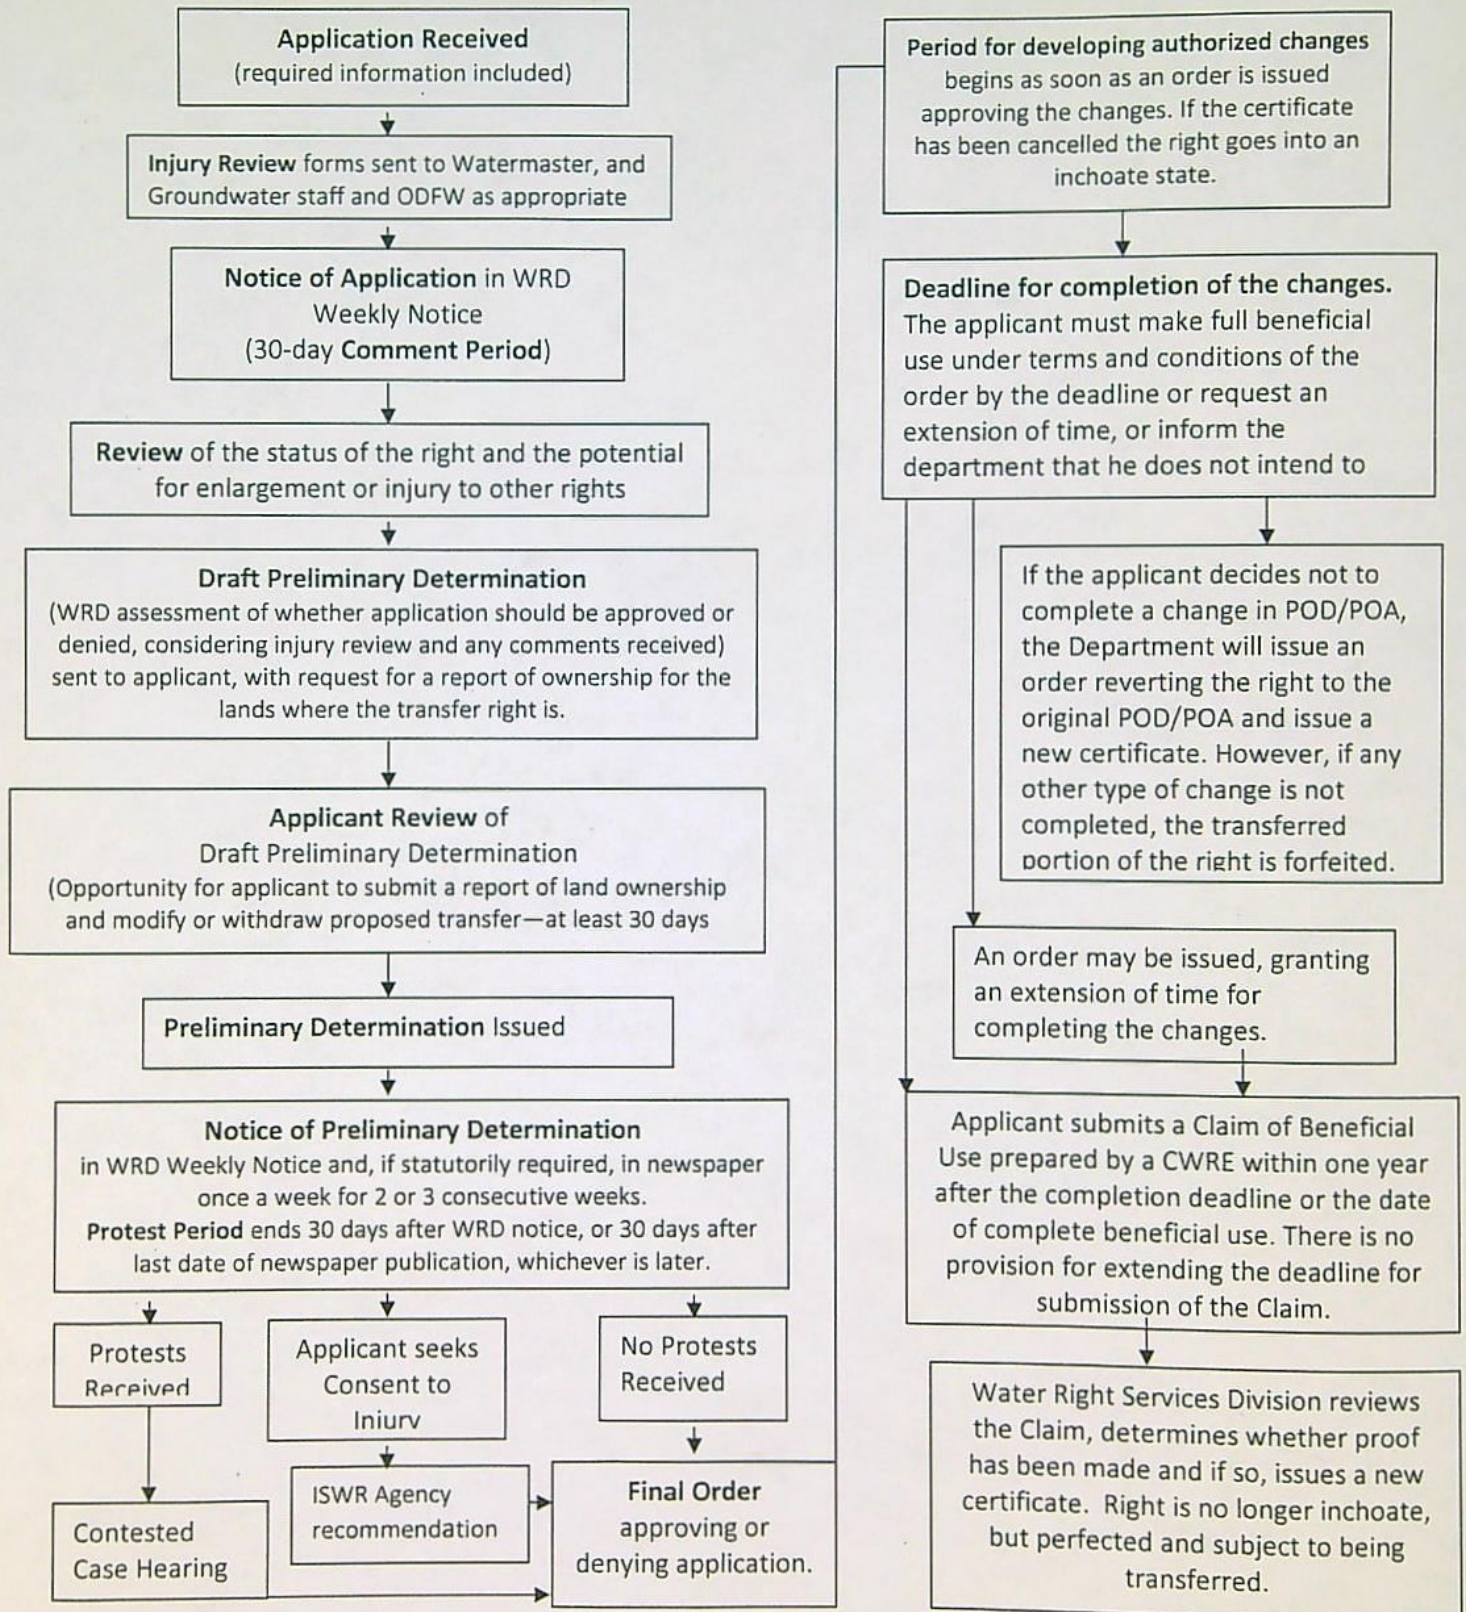 Application Received
(required information included)
Injury Review forms sent to Watermaster, and
Groundwater staff and ODFW as appropriate
Notice of Application in WRD
Weekly Notice
(30-day Comment Period)
Review of the status of the right and the potential
for enlargement or injury to other rights
Draft Preliminary Determination
(WRD assessment of whether application should be approved or
denied, considering injury review and any comments received)
sent to applicant, with request for a report of ownership for the
lands where the transfer right is.
Applicant Review of
Draft Preliminary Determination
(Opportunity for applicant to submit a report of land ownership
and modify or withdraw proposed transfer—at least 30 days
Preliminary Determination Issued
Notice of Preliminary Determination
in WRD Weekly Notice and, if statutorily required, in newspaper
once a week for 2 or 3 consecutive weeks.
Protest Period ends 30 days after WRD notice, or 30 days after
last date of newspaper publication, whichever is later.
Protests
Received
Applicant seeks
Consent to
Injury
No Protests
Received
Contested
Case Hearing
ISWR Agency
recommendation
Final Order
approving or
denying application.
Period for developing authorized changes
begins as soon as an order is issued
approving the changes. If the certificate
has been cancelled the right goes into an
inchoate state.
Deadline for completion of the changes.
The applicant must make full beneficial
use under terms and conditions of the
order by the deadline or request an
extension of time, or inform the
department that he does not intend to
If the applicant decides not to
complete a change in POD/POA,
the Department will issue an
order reverting the right to the
original POD/POA and issue a
new certificate. However, if any
other type of change is not
completed, the transferred
portion of the right is forfeited.
An order may be issued, granting
an extension of time for
completing the changes.
Applicant submits a Claim of Beneficial
Use prepared by a CWRE within one year
after the completion deadline or the date
of complete beneficial use. There is no
provision for extending the deadline for
submission of the Claim.
Water Right Services Division reviews
the Claim, determines whether proof
has been made and if so, issues a new
certificate. Right is no longer inchoate,
but perfected and subject to being
transferred.